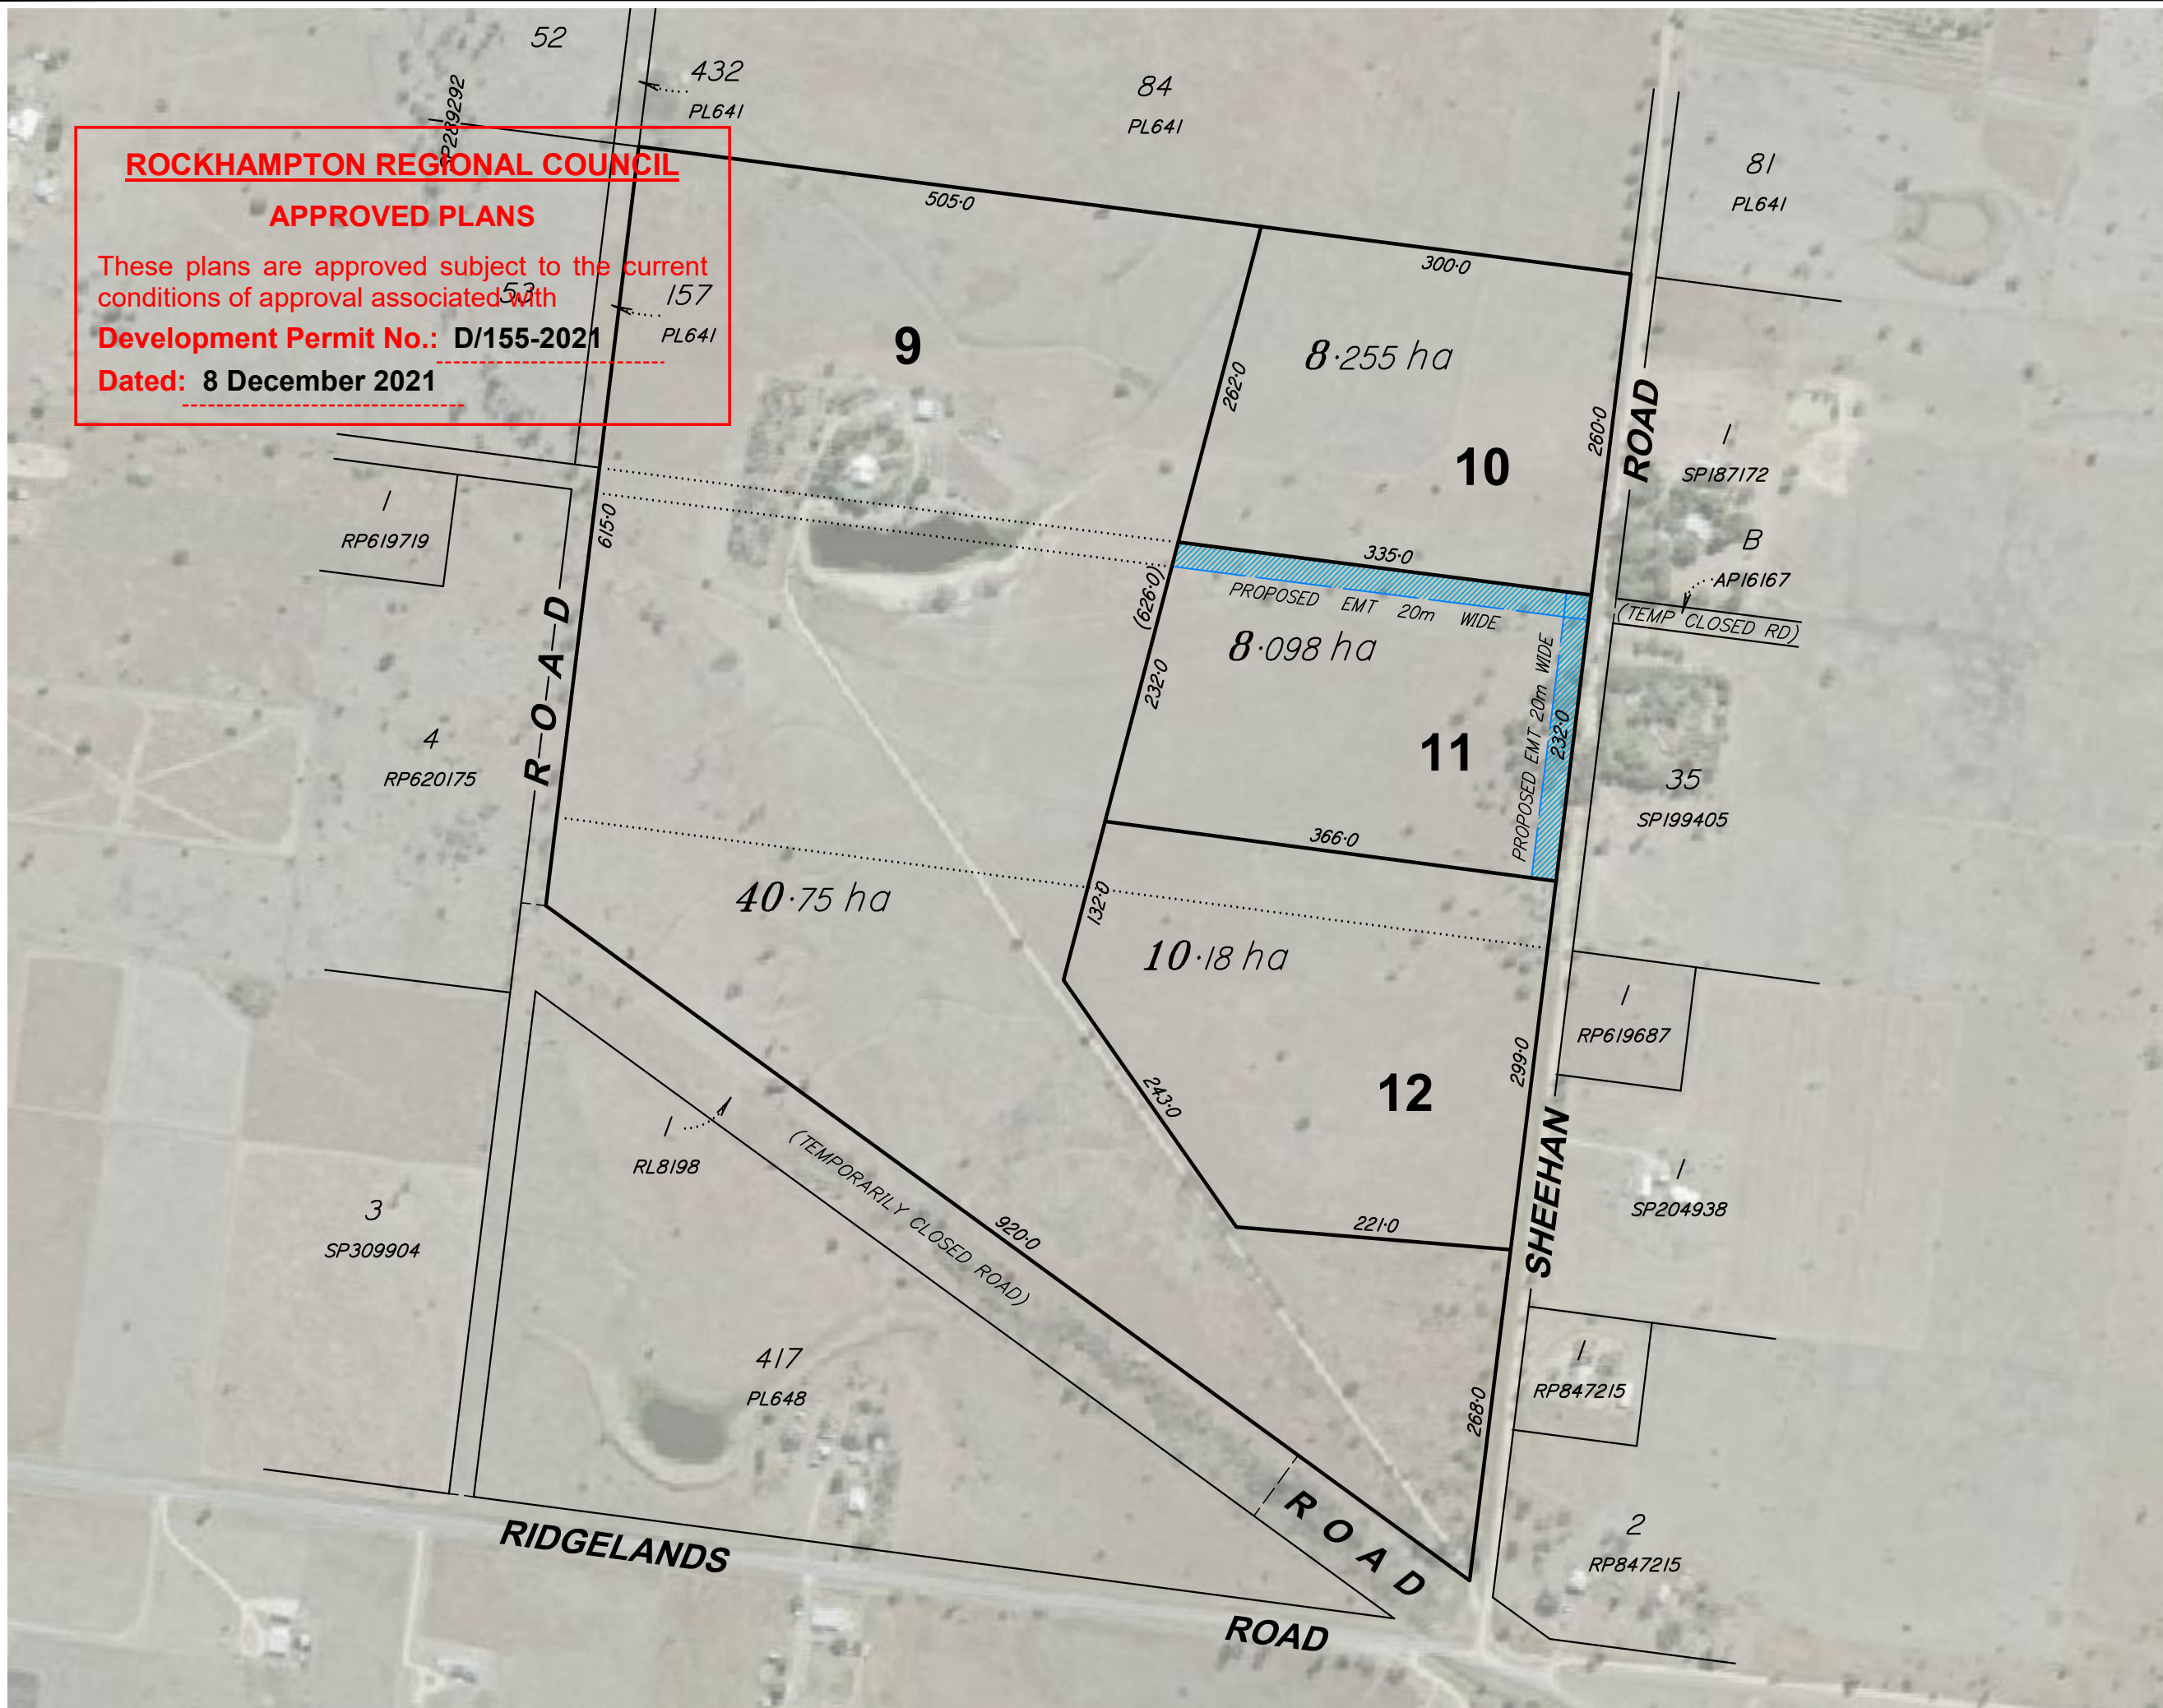 52
432
PL641
SP289292
84
PL641
81
PL641
ROCKHAMPTON REGIONAL COUNCIL
APPROVED PLANS
These plans are approved subject to the current
conditions of approval associated with
Development Permit No.: D/155-2021
Dated: 8 December 2021
53
157
PL641
505·0
300·0
9
262·0
8·255 ha
10
260·0
ROAD
1
SP187172
B
AP16167
(TEMP CLOSED RD)
1
RP619719
615·0
335·0
PROPOSED EMT 20m WIDE
(626·0)
8·098 ha
232·0
11
PROPOSED EMT 20m WIDE
232·0
R-O-A-D
4
RP620175
35
SP199405
366·0
40·75 ha
132·0
10·18 ha
1
RP619687
299·0
12
243·0
SHEEHAN
1
RL8198
(TEMPORARILY CLOSED ROAD)
920·0
221·0
1
SP204938
3
SP309904
417
PL648
268·0
1
RP847215
ROAD
2
RP847215
RIDGELANDS
ROAD